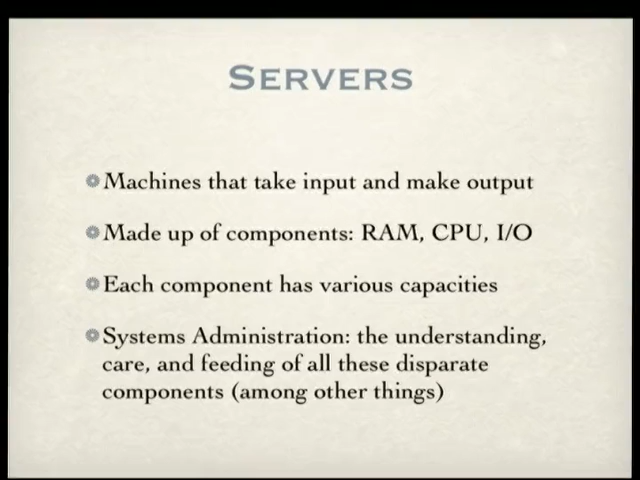 SERVERS
Machines that take input and make output
Made up of components: RAM, CPU, I/O
Each component has various capacities
Systems Administration: the understanding,
care, and feeding of all these disparate
components (among other things)